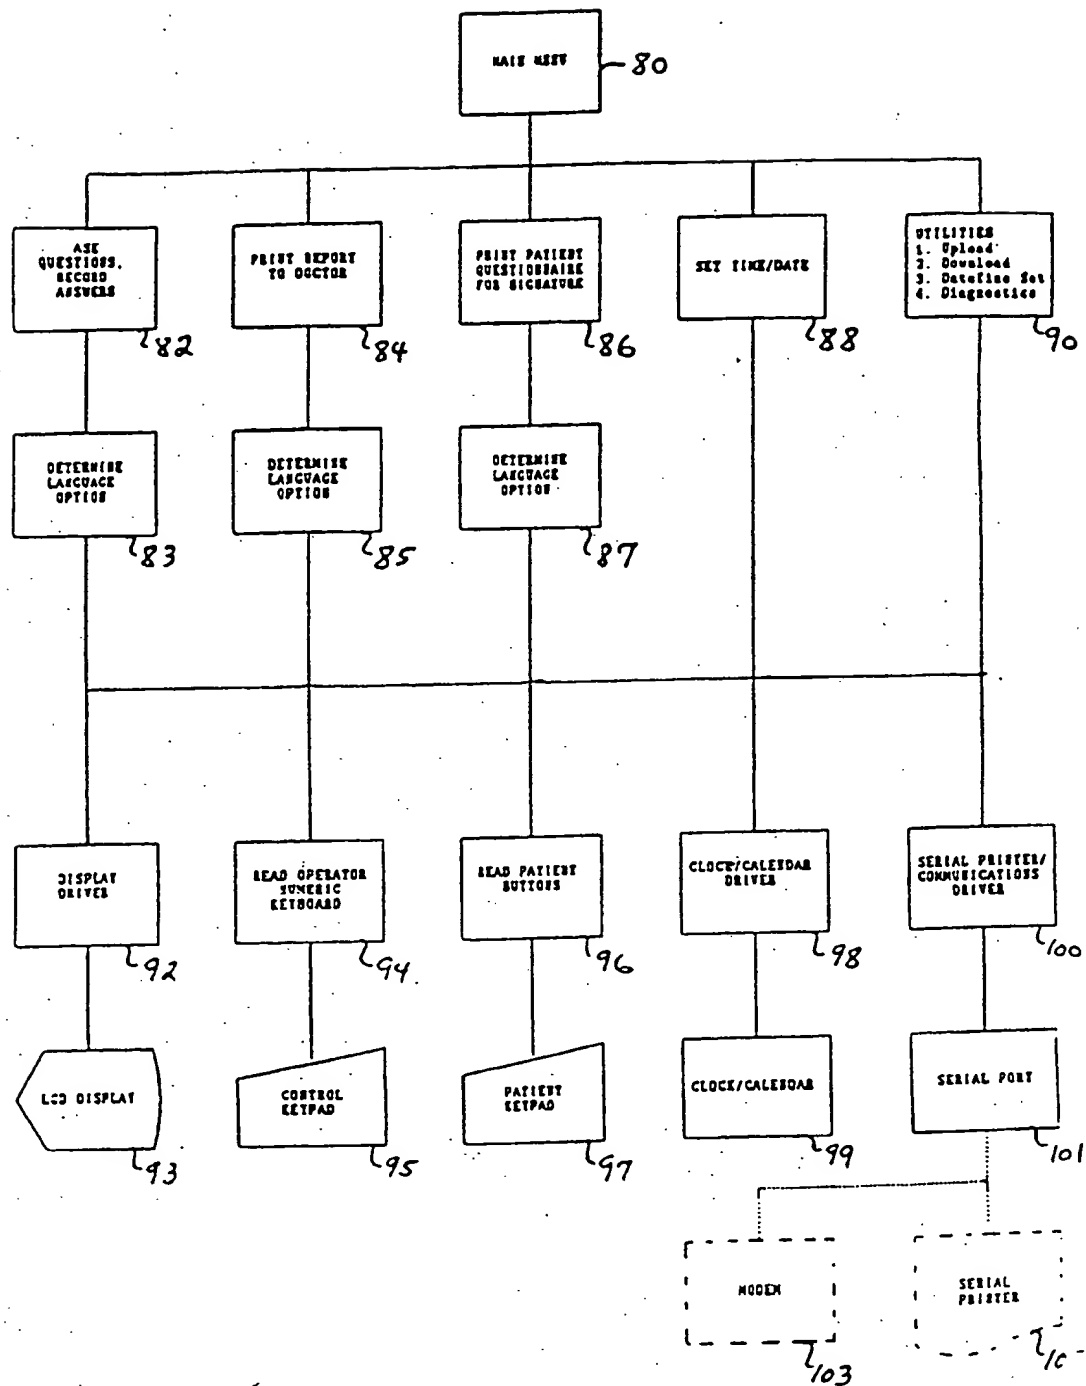 MAIN MENU
80
ASK
QUESTIONS,
RECORD
ANSWERS
82
PRINT REPORT
TO DOCTOR
84
PRINT PATIENT
QUESTIONNAIRE
FOR SIGNATURE
86
SET TIME/DATE
88
UTILITIES
1. Upload
2. Download
3. Date/Time Set
4. Diagnostics
90
DETERMINE
LANGUAGE
OPTION
83
DETERMINE
LANGUAGE
OPTION
85
DETERMINE
LANGUAGE
OPTION
87
DISPLAY
DRIVER
92
READ OPERATOR
NUMERIC
KEYBOARD
94
READ PATIENT
BUTTONS
96
CLOCK/CALENDAR
DRIVER
98
SERIAL PRINTER/
COMMUNICATIONS
DRIVER
100
LCD DISPLAY
93
CONTROL
KEYPAD
95
PATIENT
KEYPAD
97
CLOCK/CALENDAR
99
SERIAL PORT
101
MODEM
103
SERIAL
PRINTER